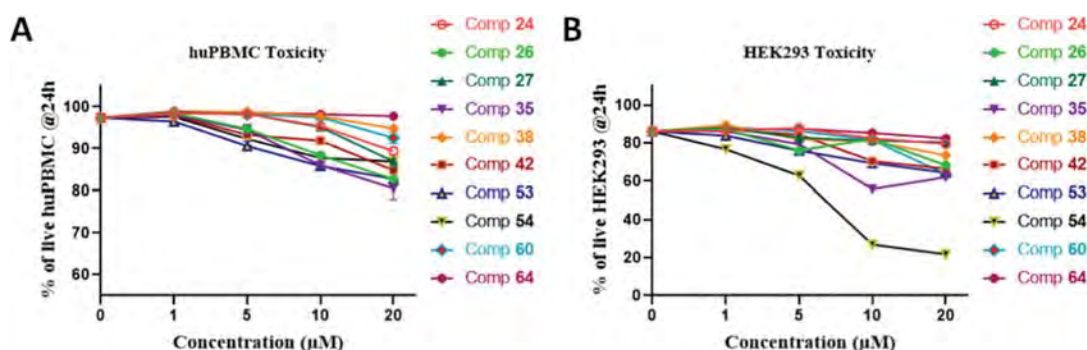 A
huPBMC Toxicity
% of live huPBMC @24h
100
90
80
70
60
0
1
5
10
20
Concentration (µM)
Comp 24
Comp 26
Comp 27
Comp 35
Comp 38
Comp 42
Comp 53
Comp 54
Comp 60
Comp 64
B
HEK293 Toxicity
% of live HEK293 @24h
100
80
60
40
20
0
0
1
5
10
20
Concentration (µM)
Comp 24
Comp 26
Comp 27
Comp 35
Comp 38
Comp 42
Comp 53
Comp 54
Comp 60
Comp 64